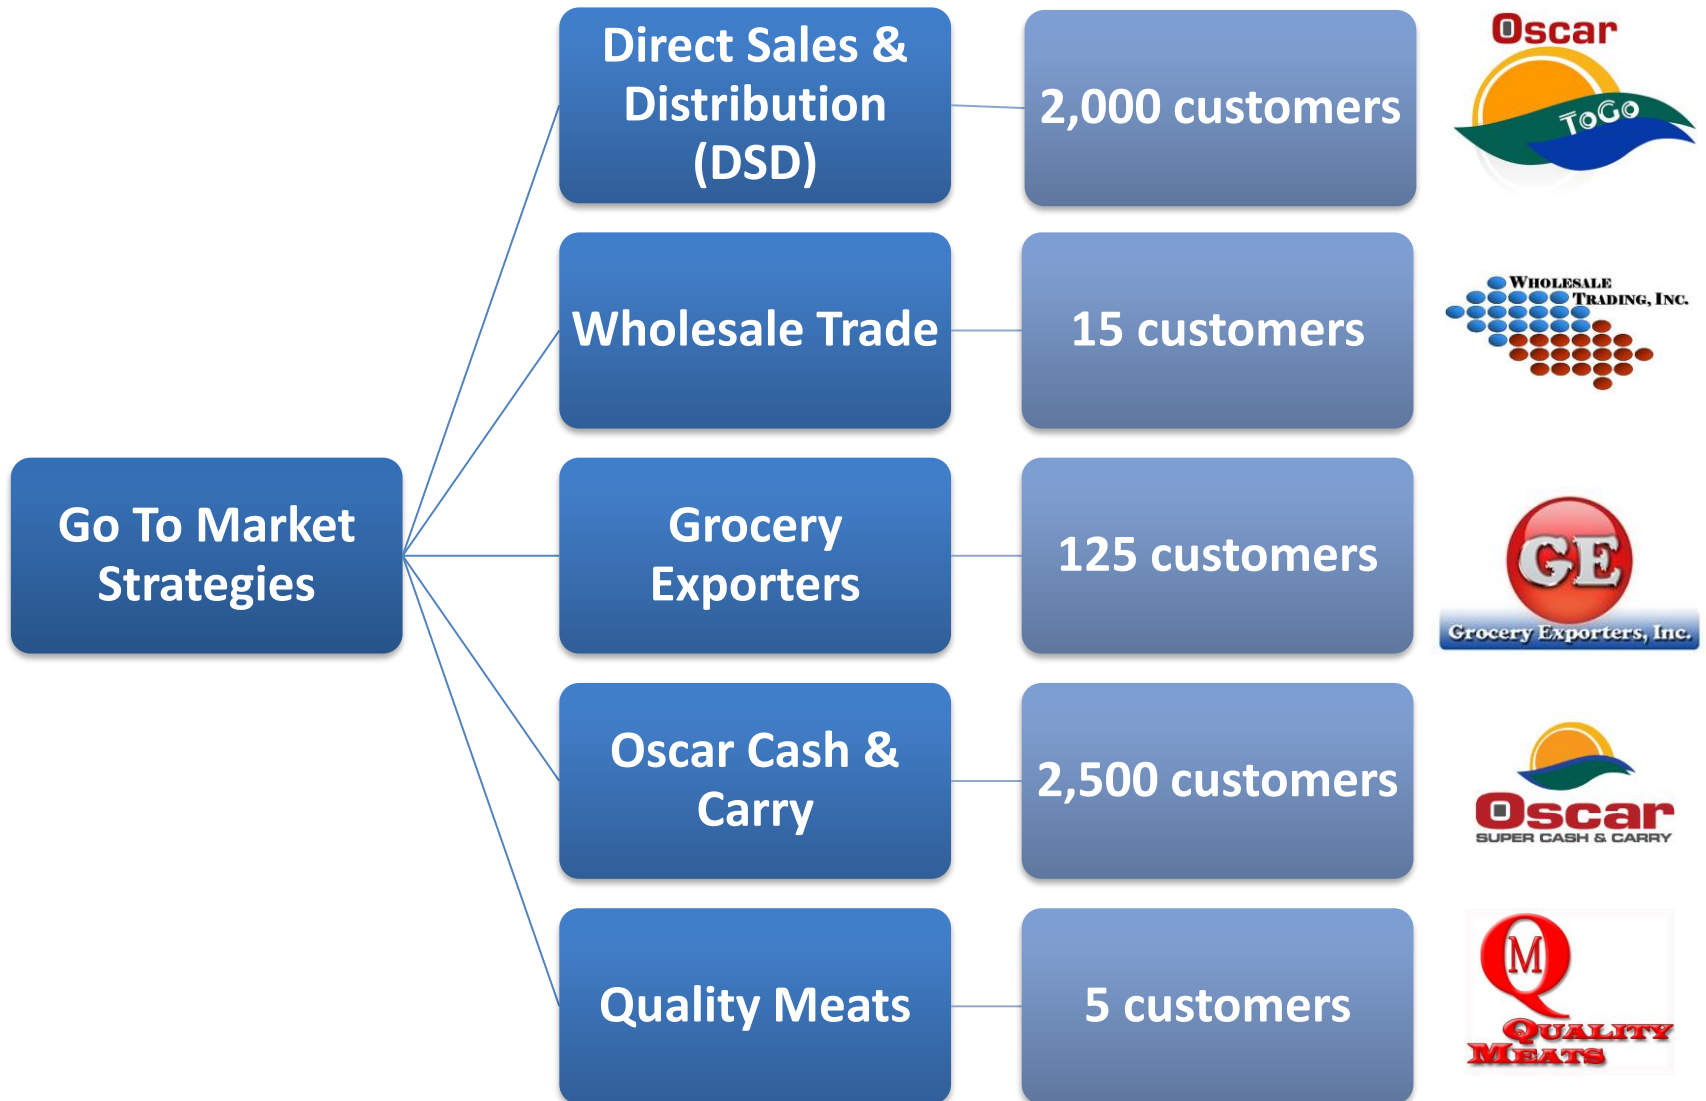 Direct Sales &
Distribution
(DSD)
2,000 customers
Oscar
ToGo
Wholesale Trade
15 customers
WHOLESALE
TRADING, INC.
Go To Market
Strategies
Grocery
Exporters
125 customers
GE
Grocery Exporters, Inc.
Oscar Cash &
Carry
2,500 customers
Oscar
SUPER CASH & CARRY
Quality Meats
5 customers
QM
QUALITY
MEATS